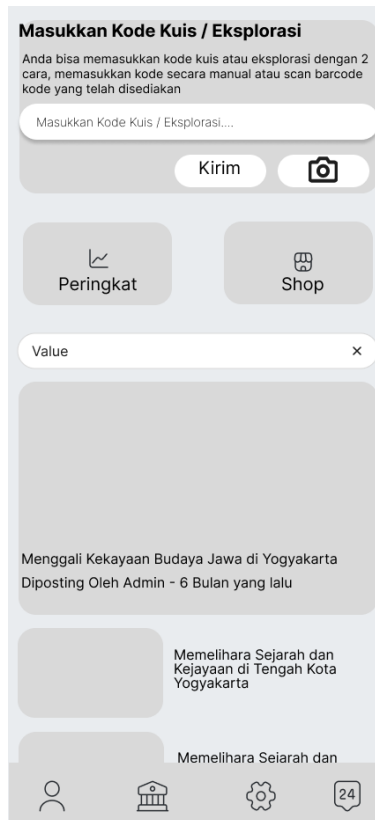 Masukkan Kode Kuis / Eksplorasi
Anda bisa memasukkan kode kuis atau eksplorasi dengan 2
cara, memasukkan kode secara manual atau scan barcode
kode yang telah disediakan
Masukkan Kode Kuis / Eksplorasi....
Kirim
Peringkat
Shop
Value
Menggali Kekayaan Budaya Jawa di Yogyakarta
Diposting Oleh Admin - 6 Bulan yang lalu
Memelihara Sejarah dan
Kejayaan di Tengah Kota
Yogyakarta
Memelihara Sejarah dan
24